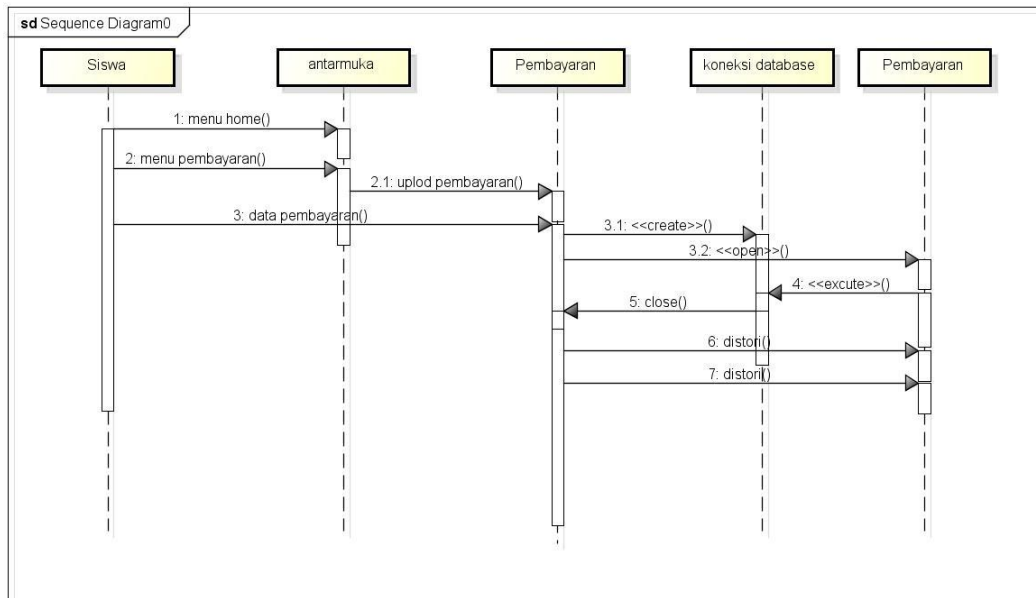 sd Sequence Diagram0
Siswa
antarmuka
Pembayaran
koneksi database
Pembayaran
1: menu home()
2: menu pembayaran()
2.1: uplod pembayaran()
3: data pembayaran()
3.1: <<create>>()
3.2: <<open>>()
4: <<excute>>()
5: close()
6: distori()
7: distori()